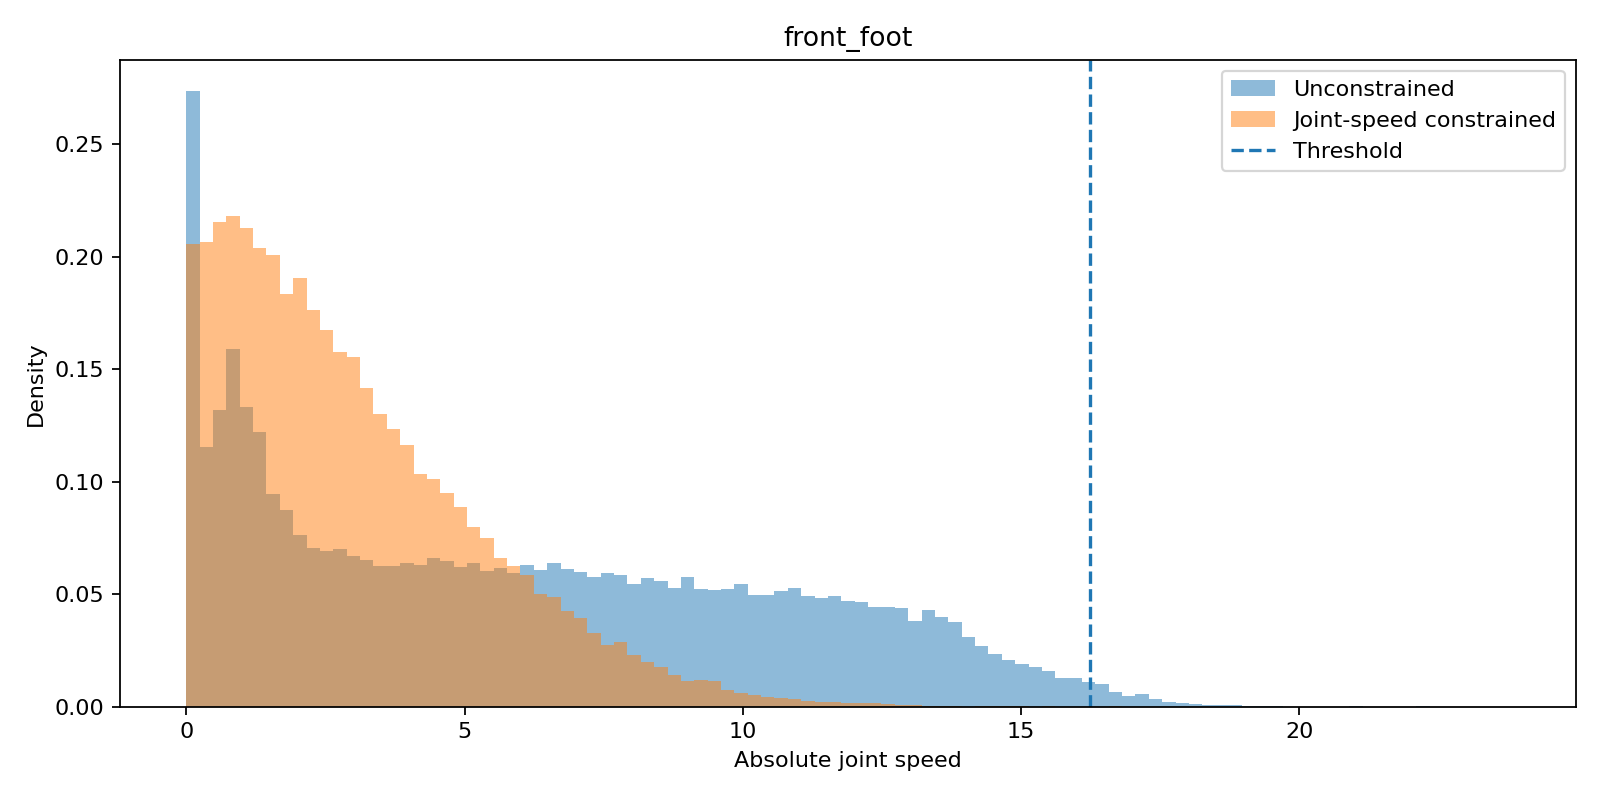 front_foot
Unconstrained
Joint-speed constrained
Threshold
Density
0.25
0.20
0.15
0.10
0.05
0.00
0
5
10
15
20
Absolute joint speed